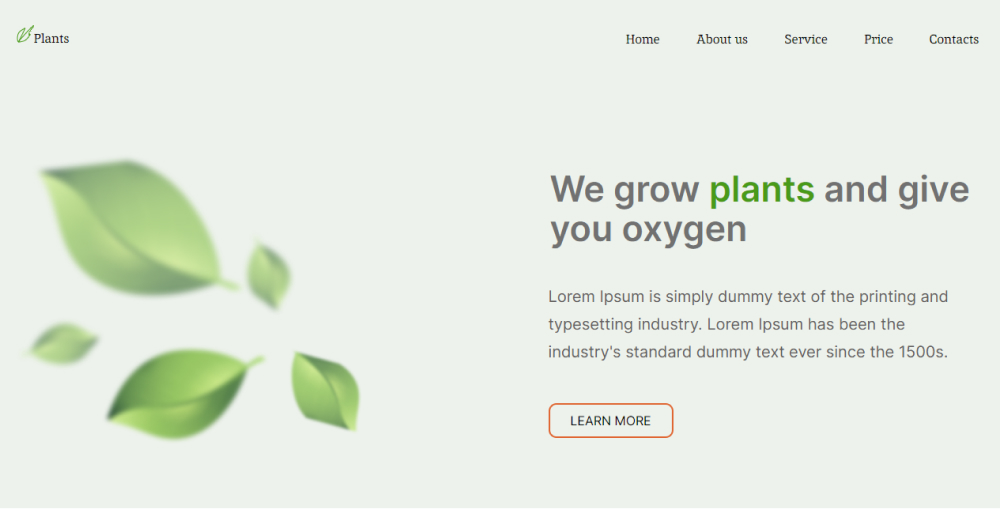 Plants
Home About us Service Price Contacts
We grow plants and give
you oxygen
Lorem Ipsum is simply dummy text of the printing and
typesetting industry. Lorem Ipsum has been the
industry's standard dummy text ever since the 1500s.
LEARN MORE